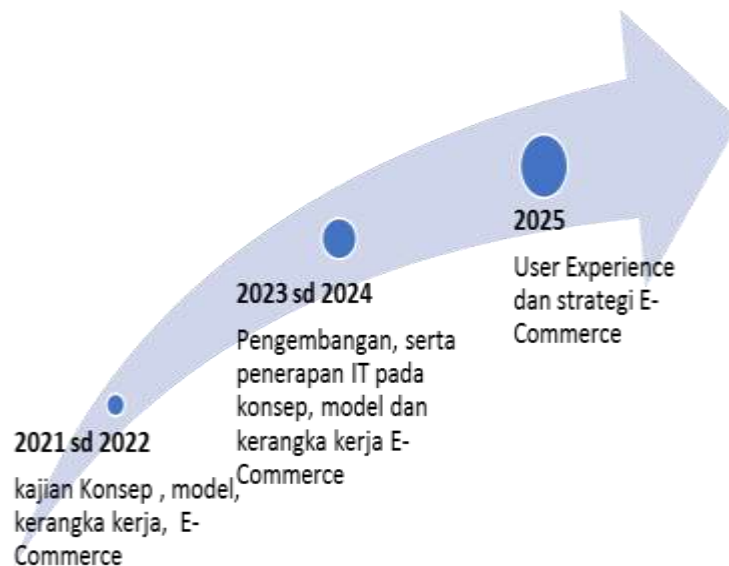 2021 sd 2022
kajian Konsep , model,
kerangka kerja, E-
Commerce
2023 sd 2024
Pengembangan, serta
penerapan IT pada
konsep, model dan
kerangka kerja E-
Commerce
2025
User Experience
dan strategi E-
Commerce